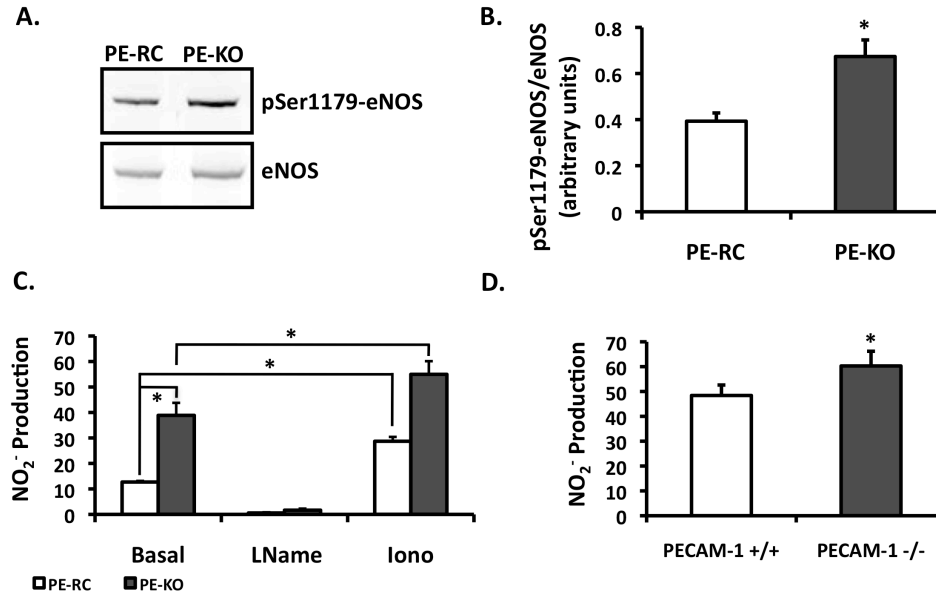 A.
PE-RC PE-KO
pSer1179-eNOS
eNOS
B.
pSer1179-eNOS/eNOS
(arbitrary units)
0.8
0.6
0.4
0.2
0
*
PE-RC PE-KO
C.
NO₂⁻ Production
70
60
50
40
30
20
10
0
*
*
*
Basal LName Iono
PE-RC PE-KO
D.
NO₂⁻ Production
70
60
50
40
30
20
10
0
*
PECAM-1 +/+ PECAM-1 -/-